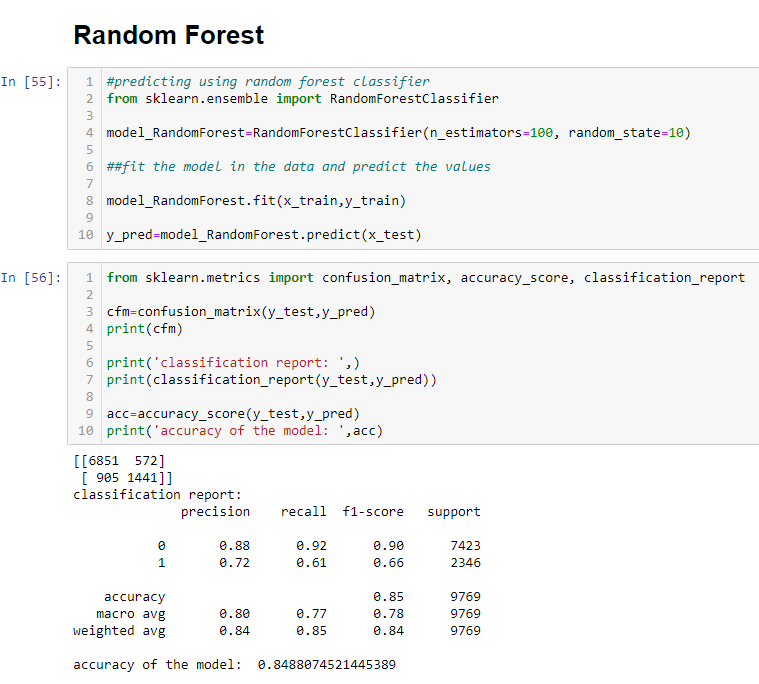 Random Forest
In [55]:
1 #predicting using random forest classifier
2 from sklearn.ensemble import RandomForestClassifier
3
4 model_RandomForest=RandomForestClassifier(n_estimators=100, random_state=10)
5
6 ##fit the model in the data and predict the values
7
8 model_RandomForest.fit(x_train,y_train)
9
10 y_pred=model_RandomForest.predict(x_test)
In [56]:
1 from sklearn.metrics import confusion_matrix, accuracy_score, classification_report
2
3 cfm=confusion_matrix(y_test,y_pred)
4 print(cfm)
5
6 print('classification report: ',)
7 print(classification_report(y_test,y_pred))
8
9 acc=accuracy_score(y_test,y_pred)
10 print('accuracy of the model: ',acc)
[[6851  572]
 [ 905 1441]]
classification report:
              precision    recall  f1-score   support

           0       0.88      0.92      0.90      7423
           1       0.72      0.61      0.66      2346

    accuracy                           0.85      9769
   macro avg       0.80      0.77      0.78      9769
weighted avg       0.84      0.85      0.84      9769

accuracy of the model:  0.8488074521445389